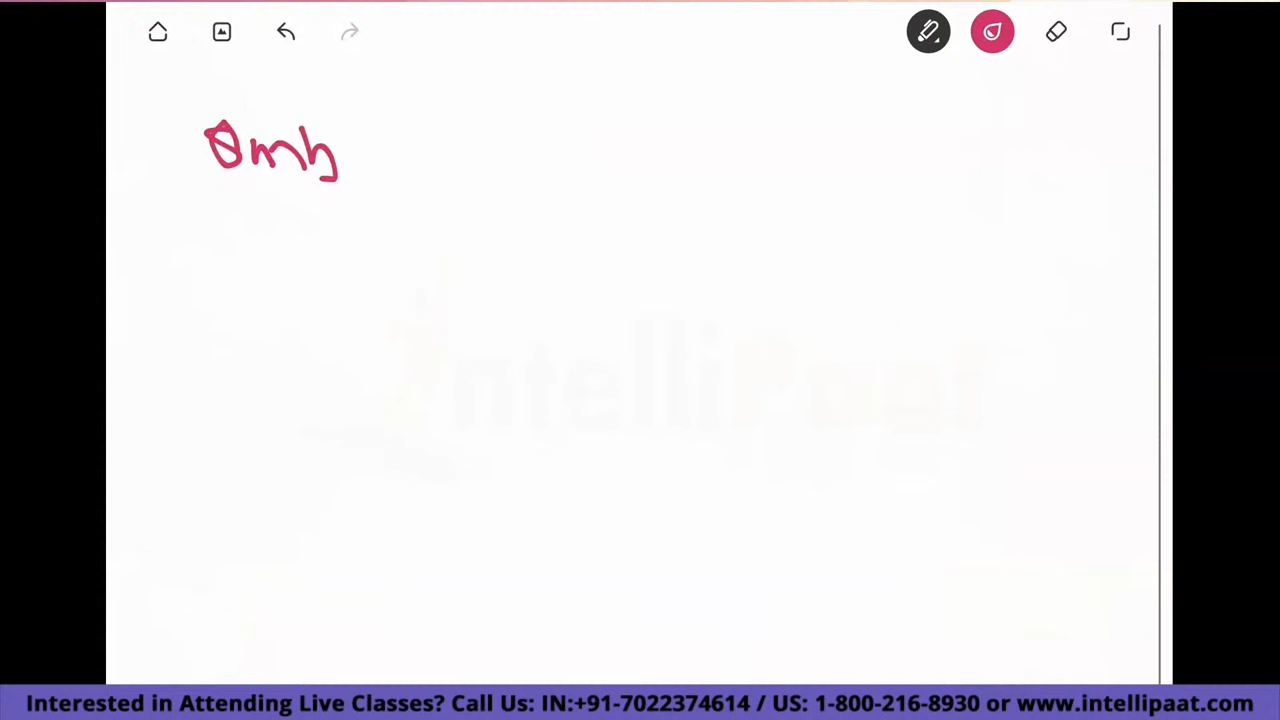 IntelliPaat
Interested in Attending Live Classes? Call Us: IN:+91-7022374614 / US: 1-800-216-8930 or www.intellipaat.com